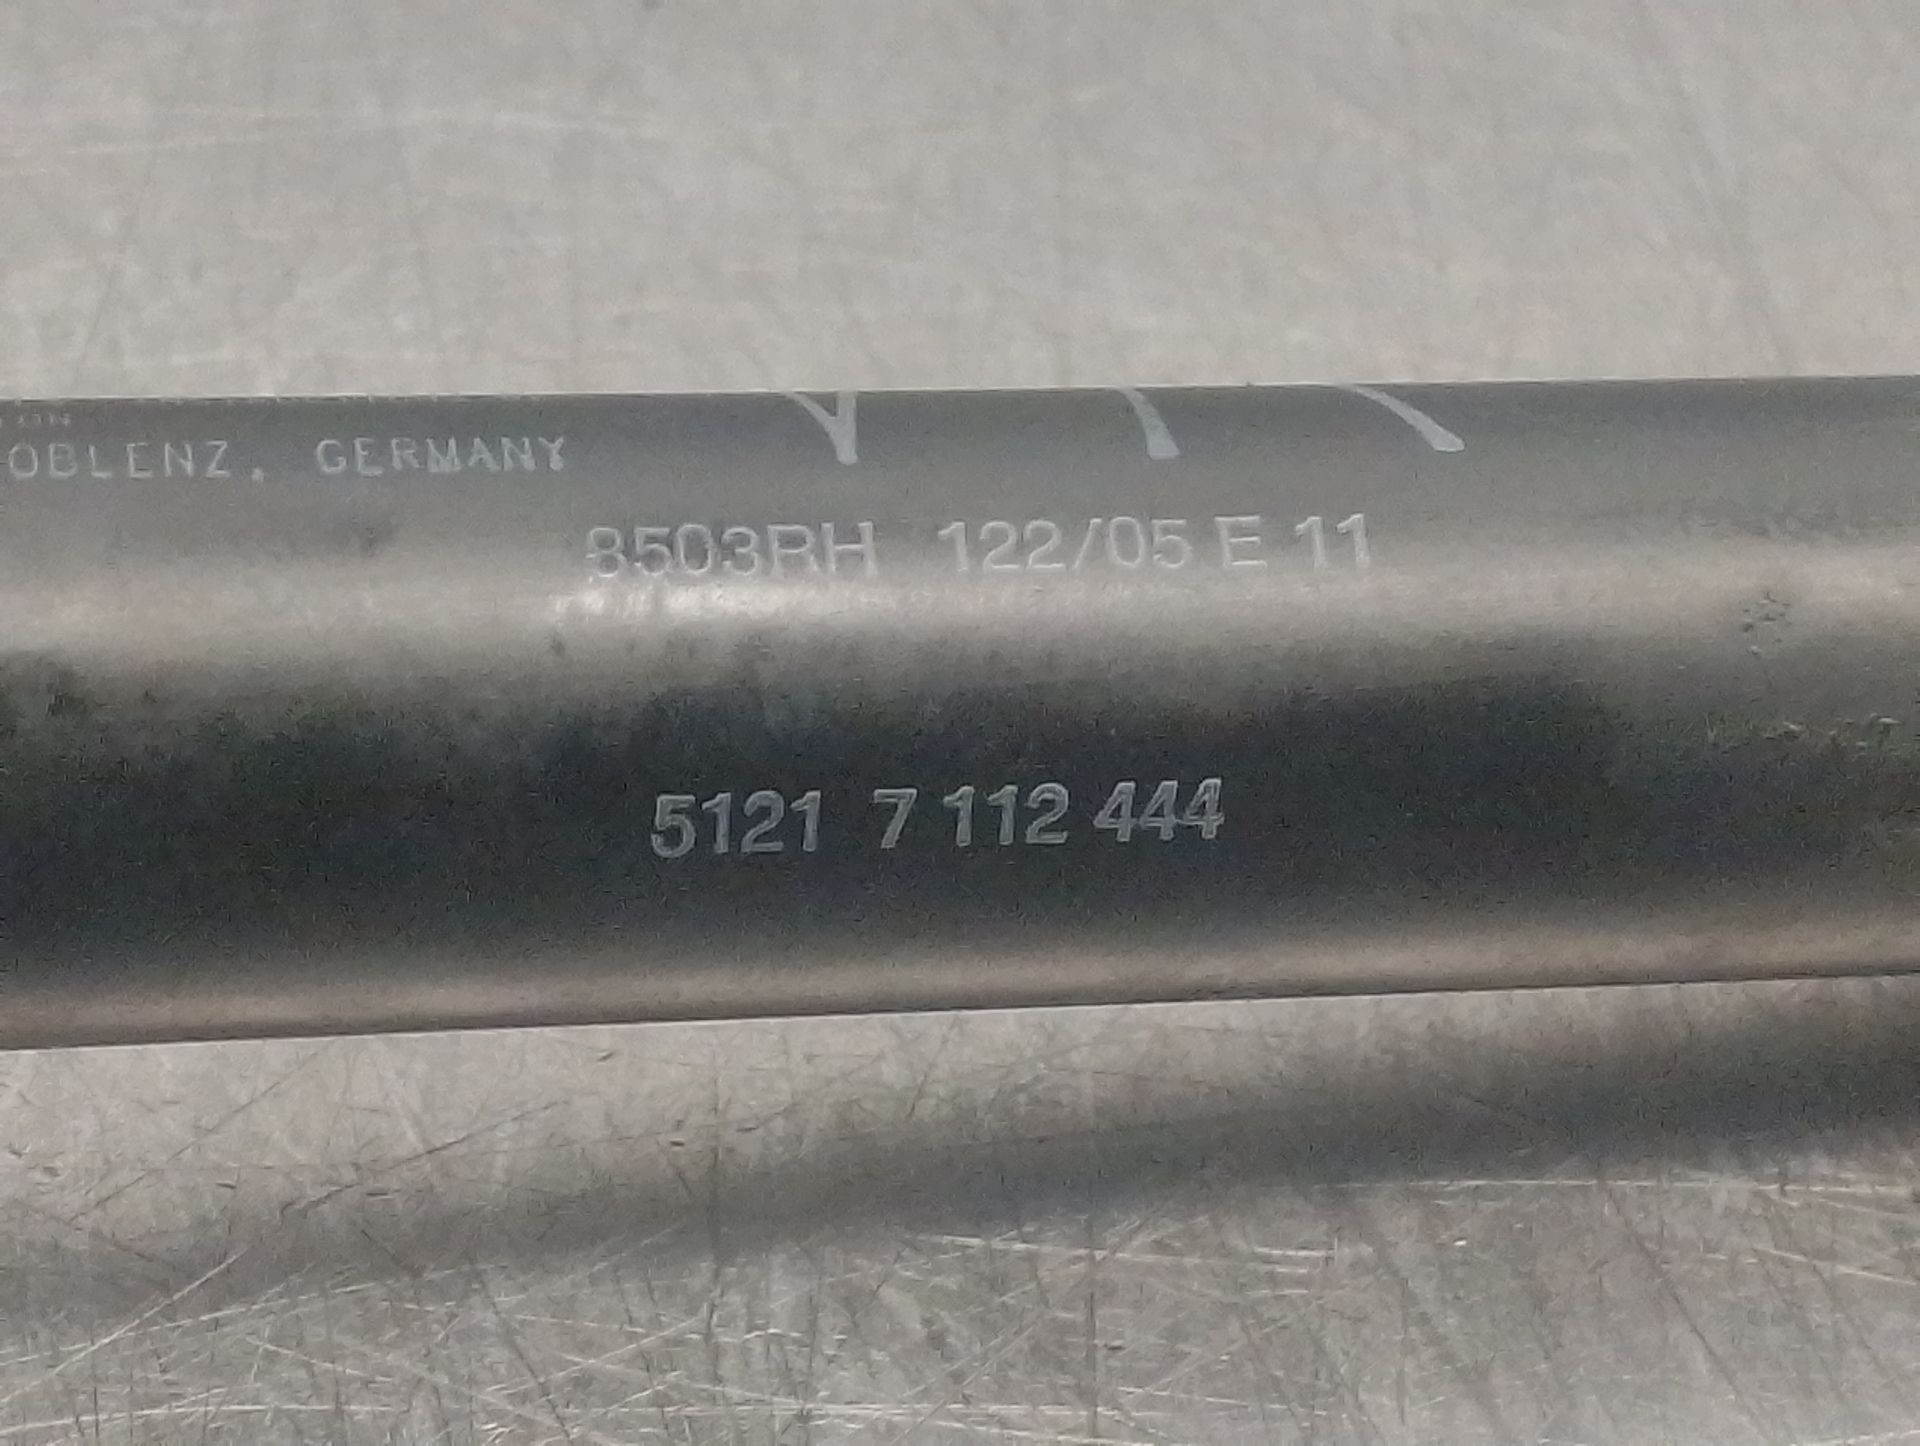 OBLENZ, GERMANY
8503RH 122/05 E 11
5121 7 112 444